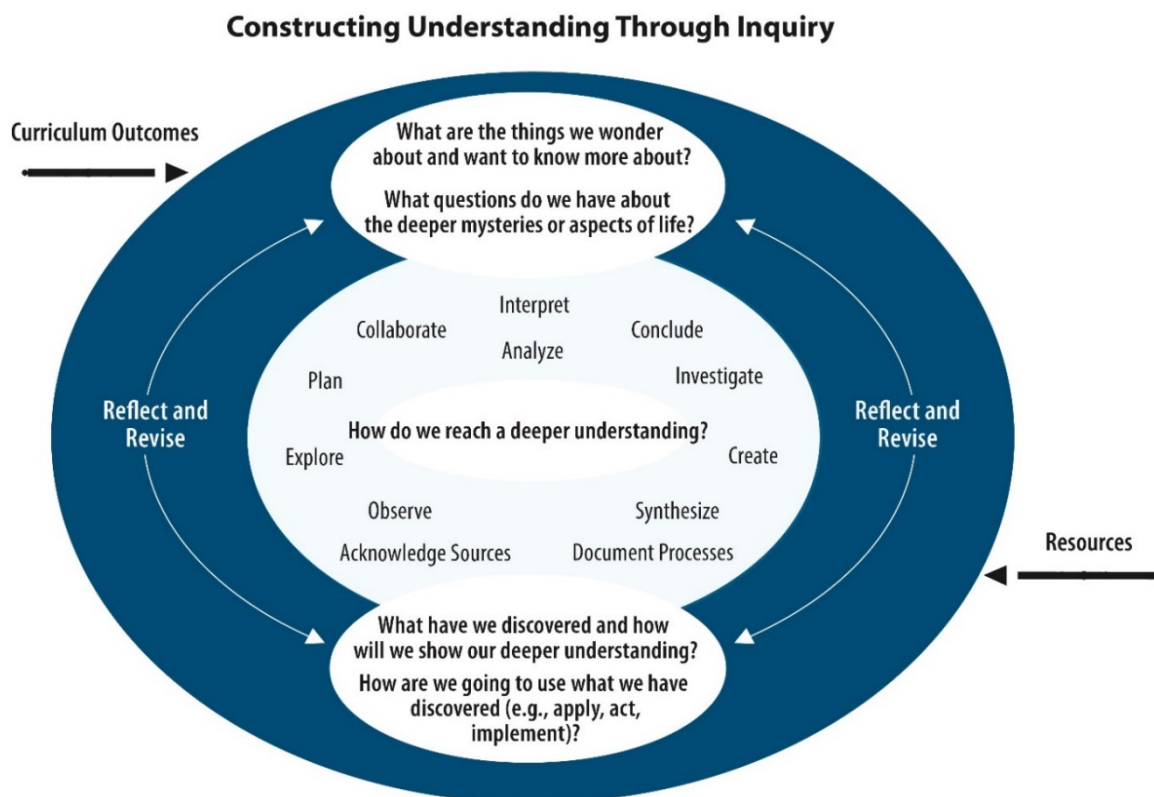 Constructing Understanding Through Inquiry
Curriculum Outcomes
What are the things we wonder
about and want to know more about?
What questions do we have about
the deeper mysteries or aspects of life?
Interpret
Collaborate
Conclude
Analyze
Plan
Investigate
Reflect and
Revise
How do we reach a deeper understanding?
Reflect and
Revise
Explore
Create
Observe
Synthesize
Acknowledge Sources
Document Processes
Resources
What have we discovered and how
will we show our deeper understanding?
How are we going to use what we have
discovered (e.g., apply, act,
implement)?